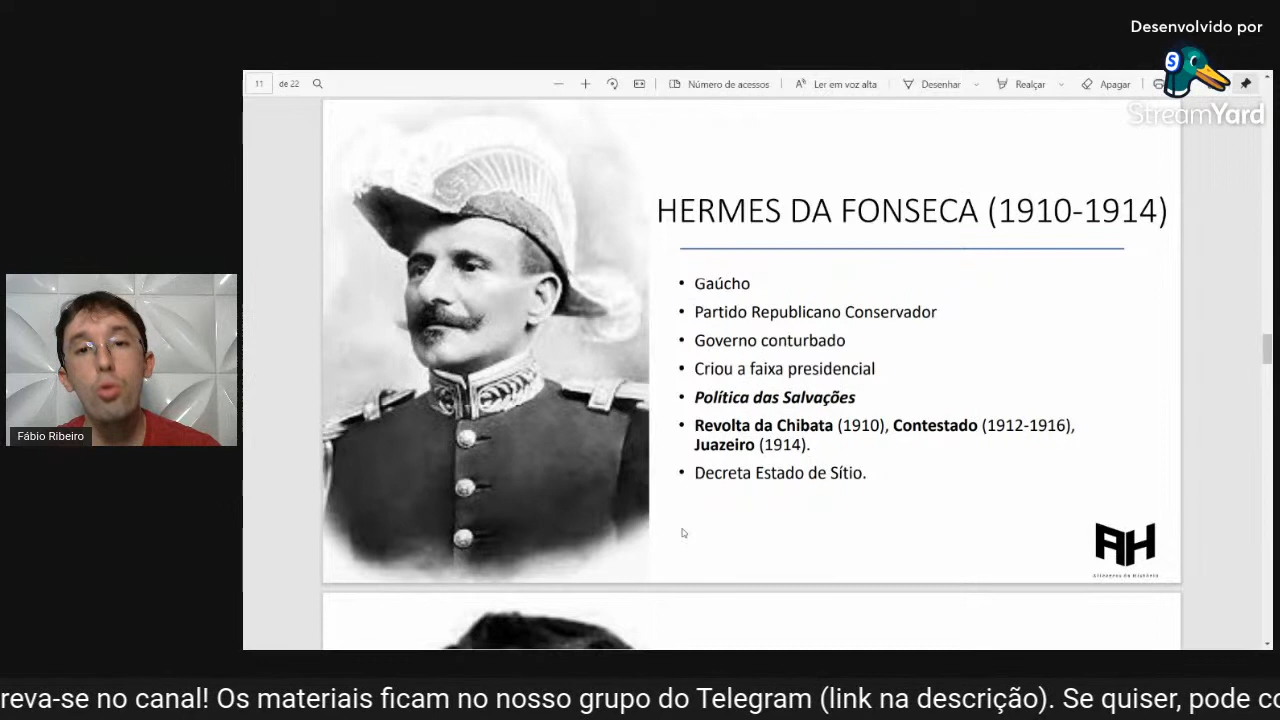 Desenvolvido por
S
StreamYard
11 de 22
Número de acessos
Ler em voz alta
Desenhar
Realçar
Apagar
HERMES DA FONSECA (1910-1914)
• Gaúcho
• Partido Republicano Conservador
• Governo conturbado
• Criou a faixa presidencial
• Política das Salvações
• Revolta da Chibata (1910), Contestado (1912-1916),
Juazeiro (1914).
• Decreta Estado de Sítio.
Fábio Ribeiro
AH
reva-se no canal! Os materiais ficam no nosso grupo do Telegram (link na descrição). Se quiser, pode co